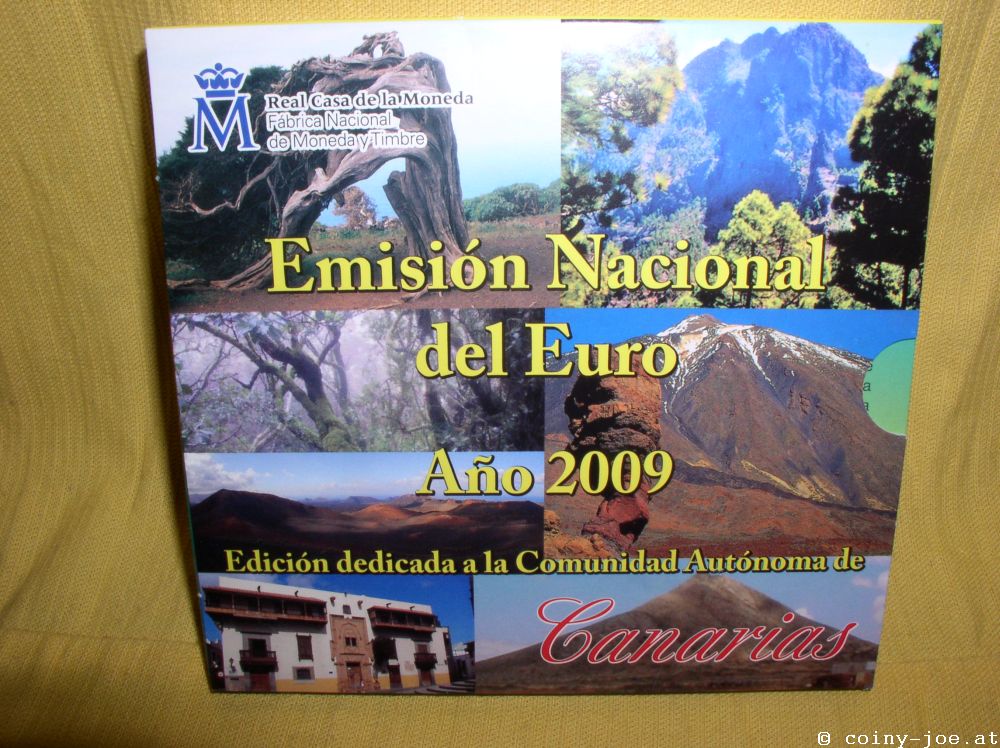 M
Real Casa de la Moneda
Fábrica Nacional
de Moneda y Timbre
Emisión Nacional
del Euro
Año 2009
Edición dedicada a la Comunidad Autónoma de
Canarias
© coiny-joe.at